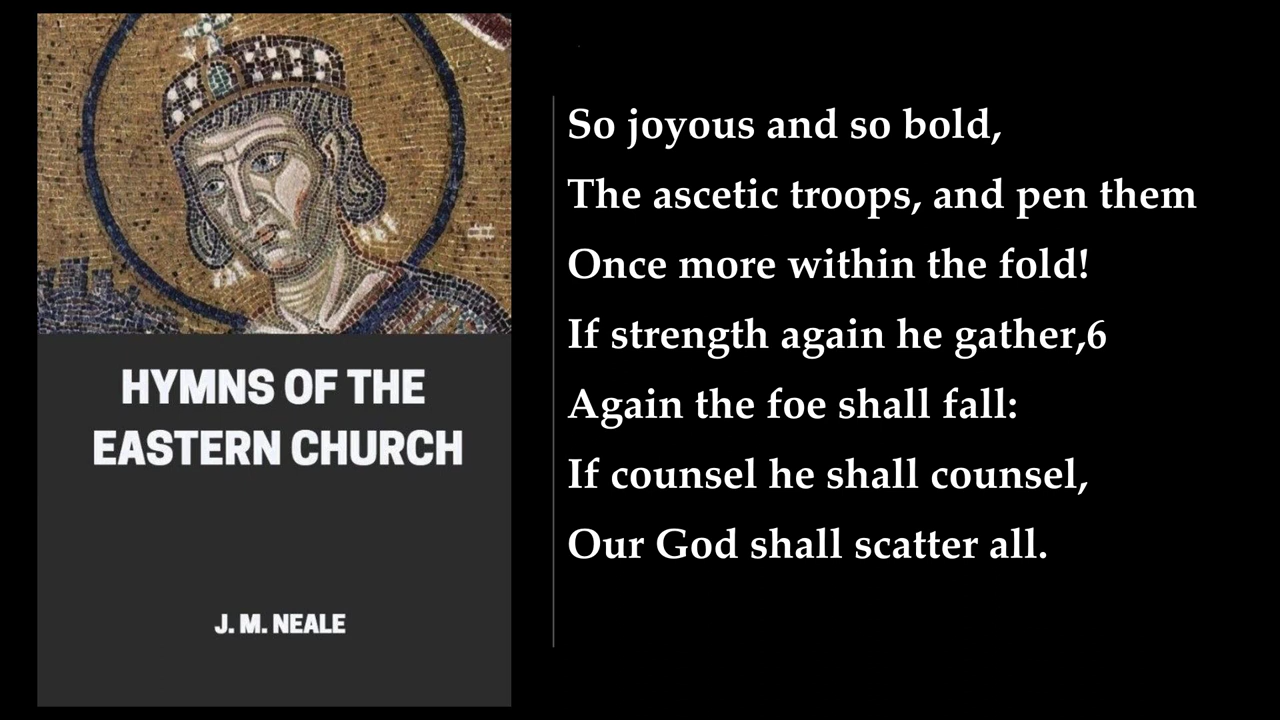 HYMNS OF THE
EASTERN CHURCH
J. M. NEALE
So joyous and so bold,
The ascetic troops, and pen them
Once more within the fold!
If strength again he gather,6
Again the foe shall fall:
If counsel he shall counsel,
Our God shall scatter all.